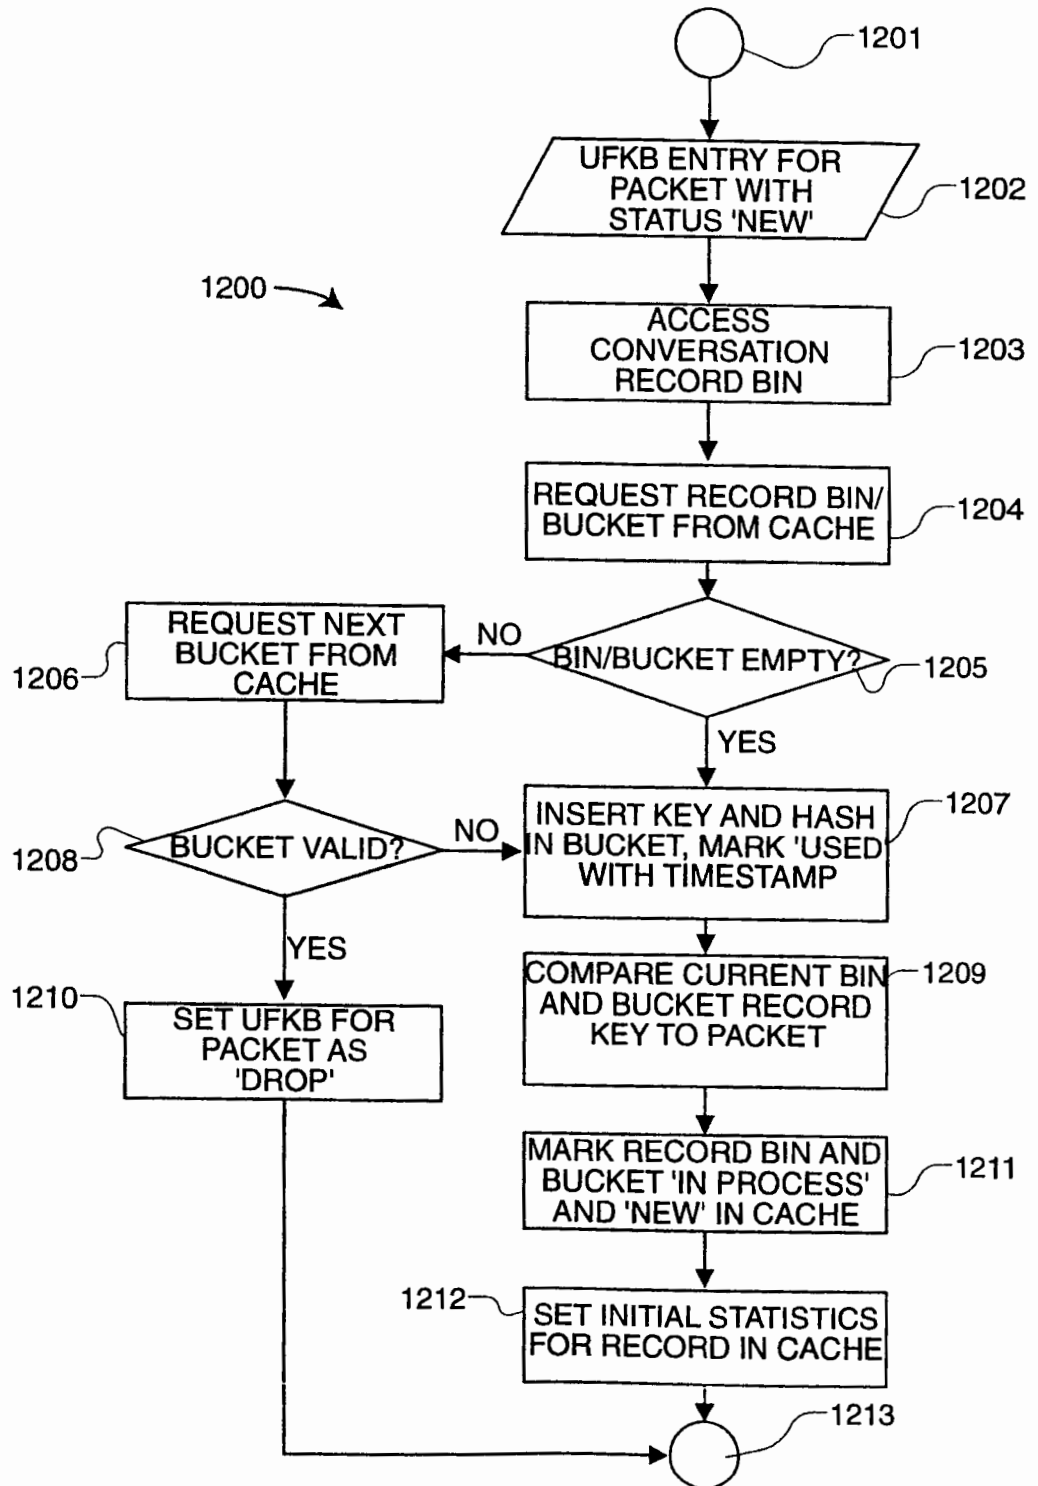 1201
UFKB ENTRY FOR
PACKET WITH
STATUS 'NEW'
1202
1200
ACCESS
CONVERSATION
RECORD BIN
1203
REQUEST RECORD BIN/
BUCKET FROM CACHE
1204
BIN/BUCKET EMPTY?
1205
NO
YES
REQUEST NEXT
BUCKET FROM
CACHE
1206
BUCKET VALID?
1208
NO
YES
INSERT KEY AND HASH
IN BUCKET, MARK 'USED'
WITH TIMESTAMP
1207
COMPARE CURRENT BIN
AND BUCKET RECORD
KEY TO PACKET
1209
1210
SET UFKB FOR
PACKET AS
'DROP'
MARK RECORD BIN AND
BUCKET 'IN PROCESS'
AND 'NEW' IN CACHE
1211
1212
SET INITIAL STATISTICS
FOR RECORD IN CACHE
1213